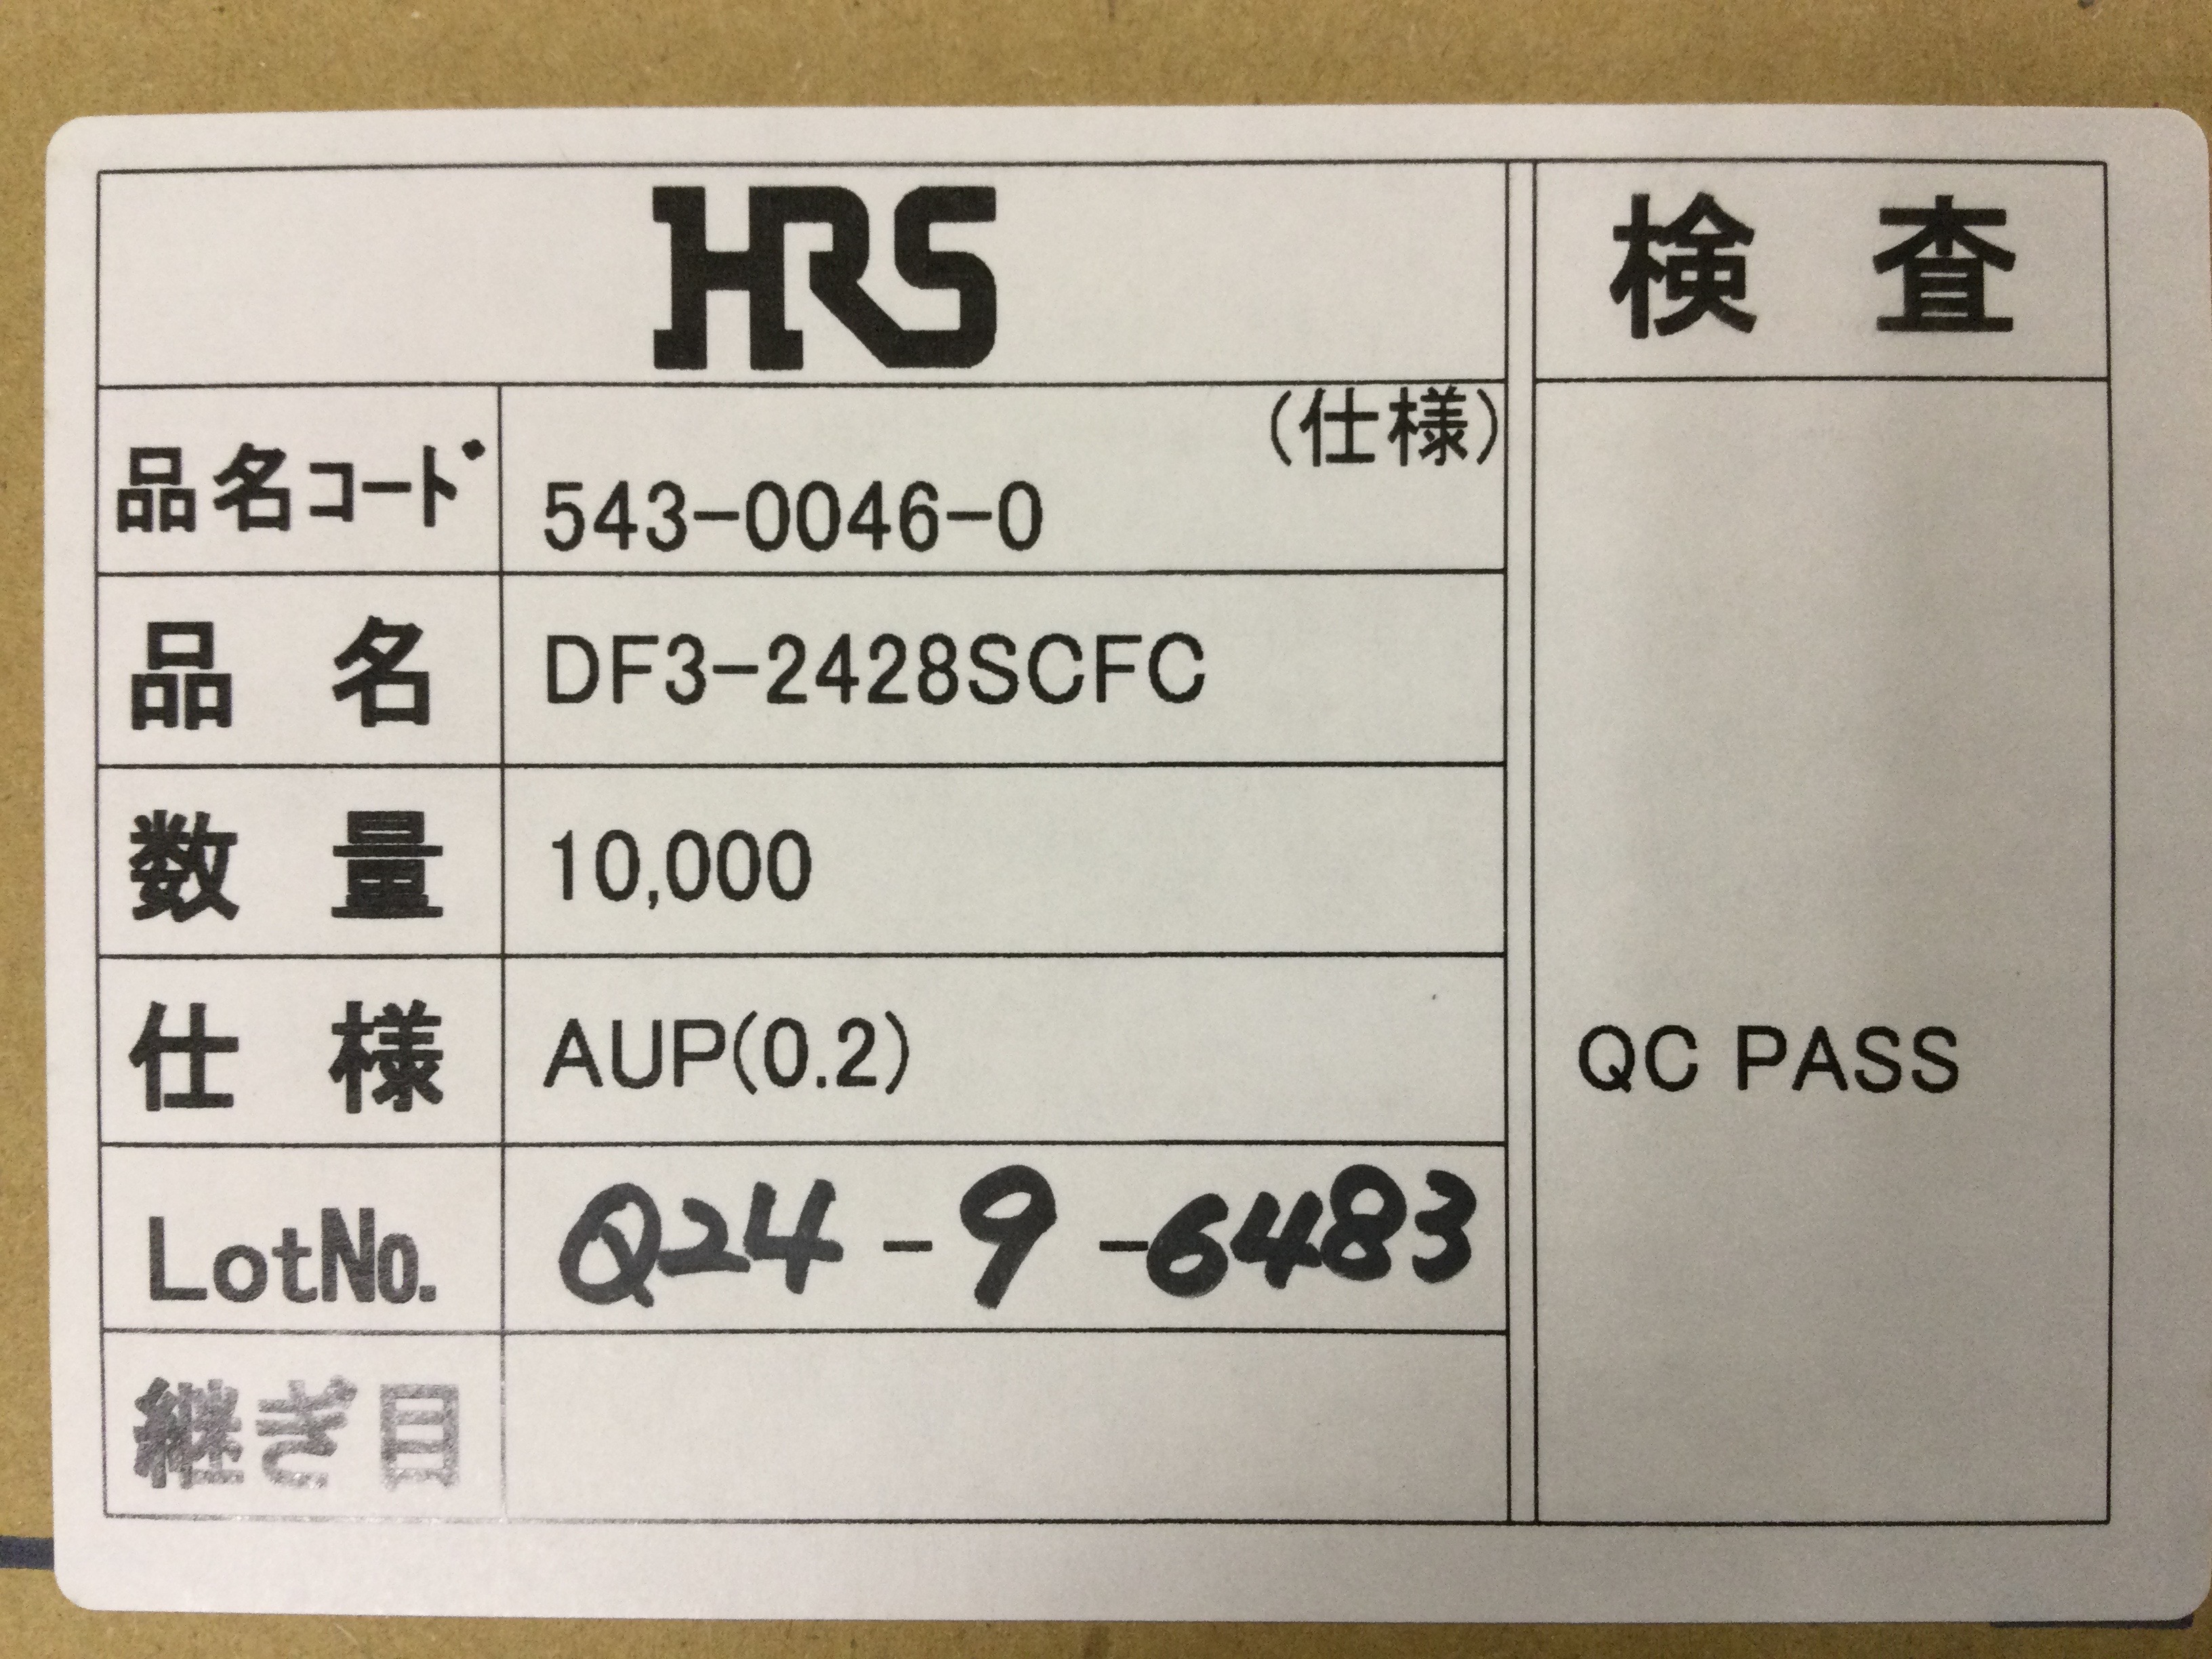 HRS
検査
(仕様)
品名コード 543-0046-0
品名 DF3-2428SCFC
数量 10,000
仕様 AUP(0.2)
QC PASS
LotNo. Q24-9-6483
継ぎ目